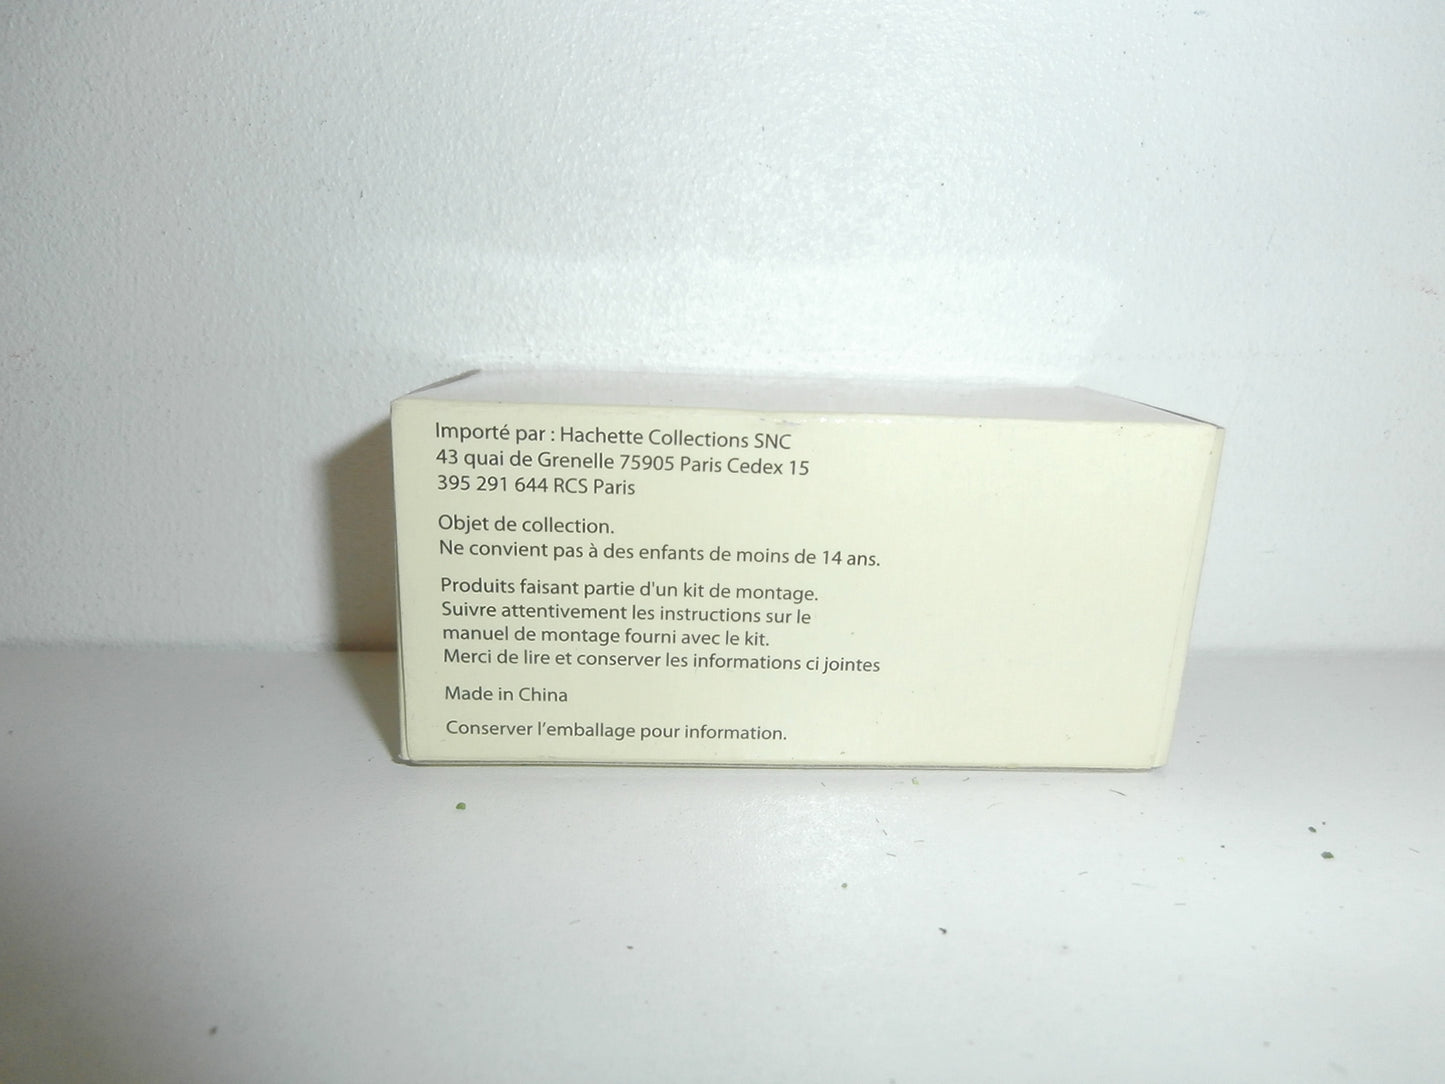 Importé par : Hachette Collections SNC
43 quai de Grenelle 75905 Paris Cedex 15
395 291 644 RCS Paris
Objet de collection.
Ne convient pas à des enfants de moins de 14 ans.
Produits faisant partie d'un kit de montage.
Suivre attentivement les instructions sur le
manuel de montage fourni avec le kit.
Merci de lire et conserver les informations ci jointes
Made in China
Conserver l’emballage pour information.